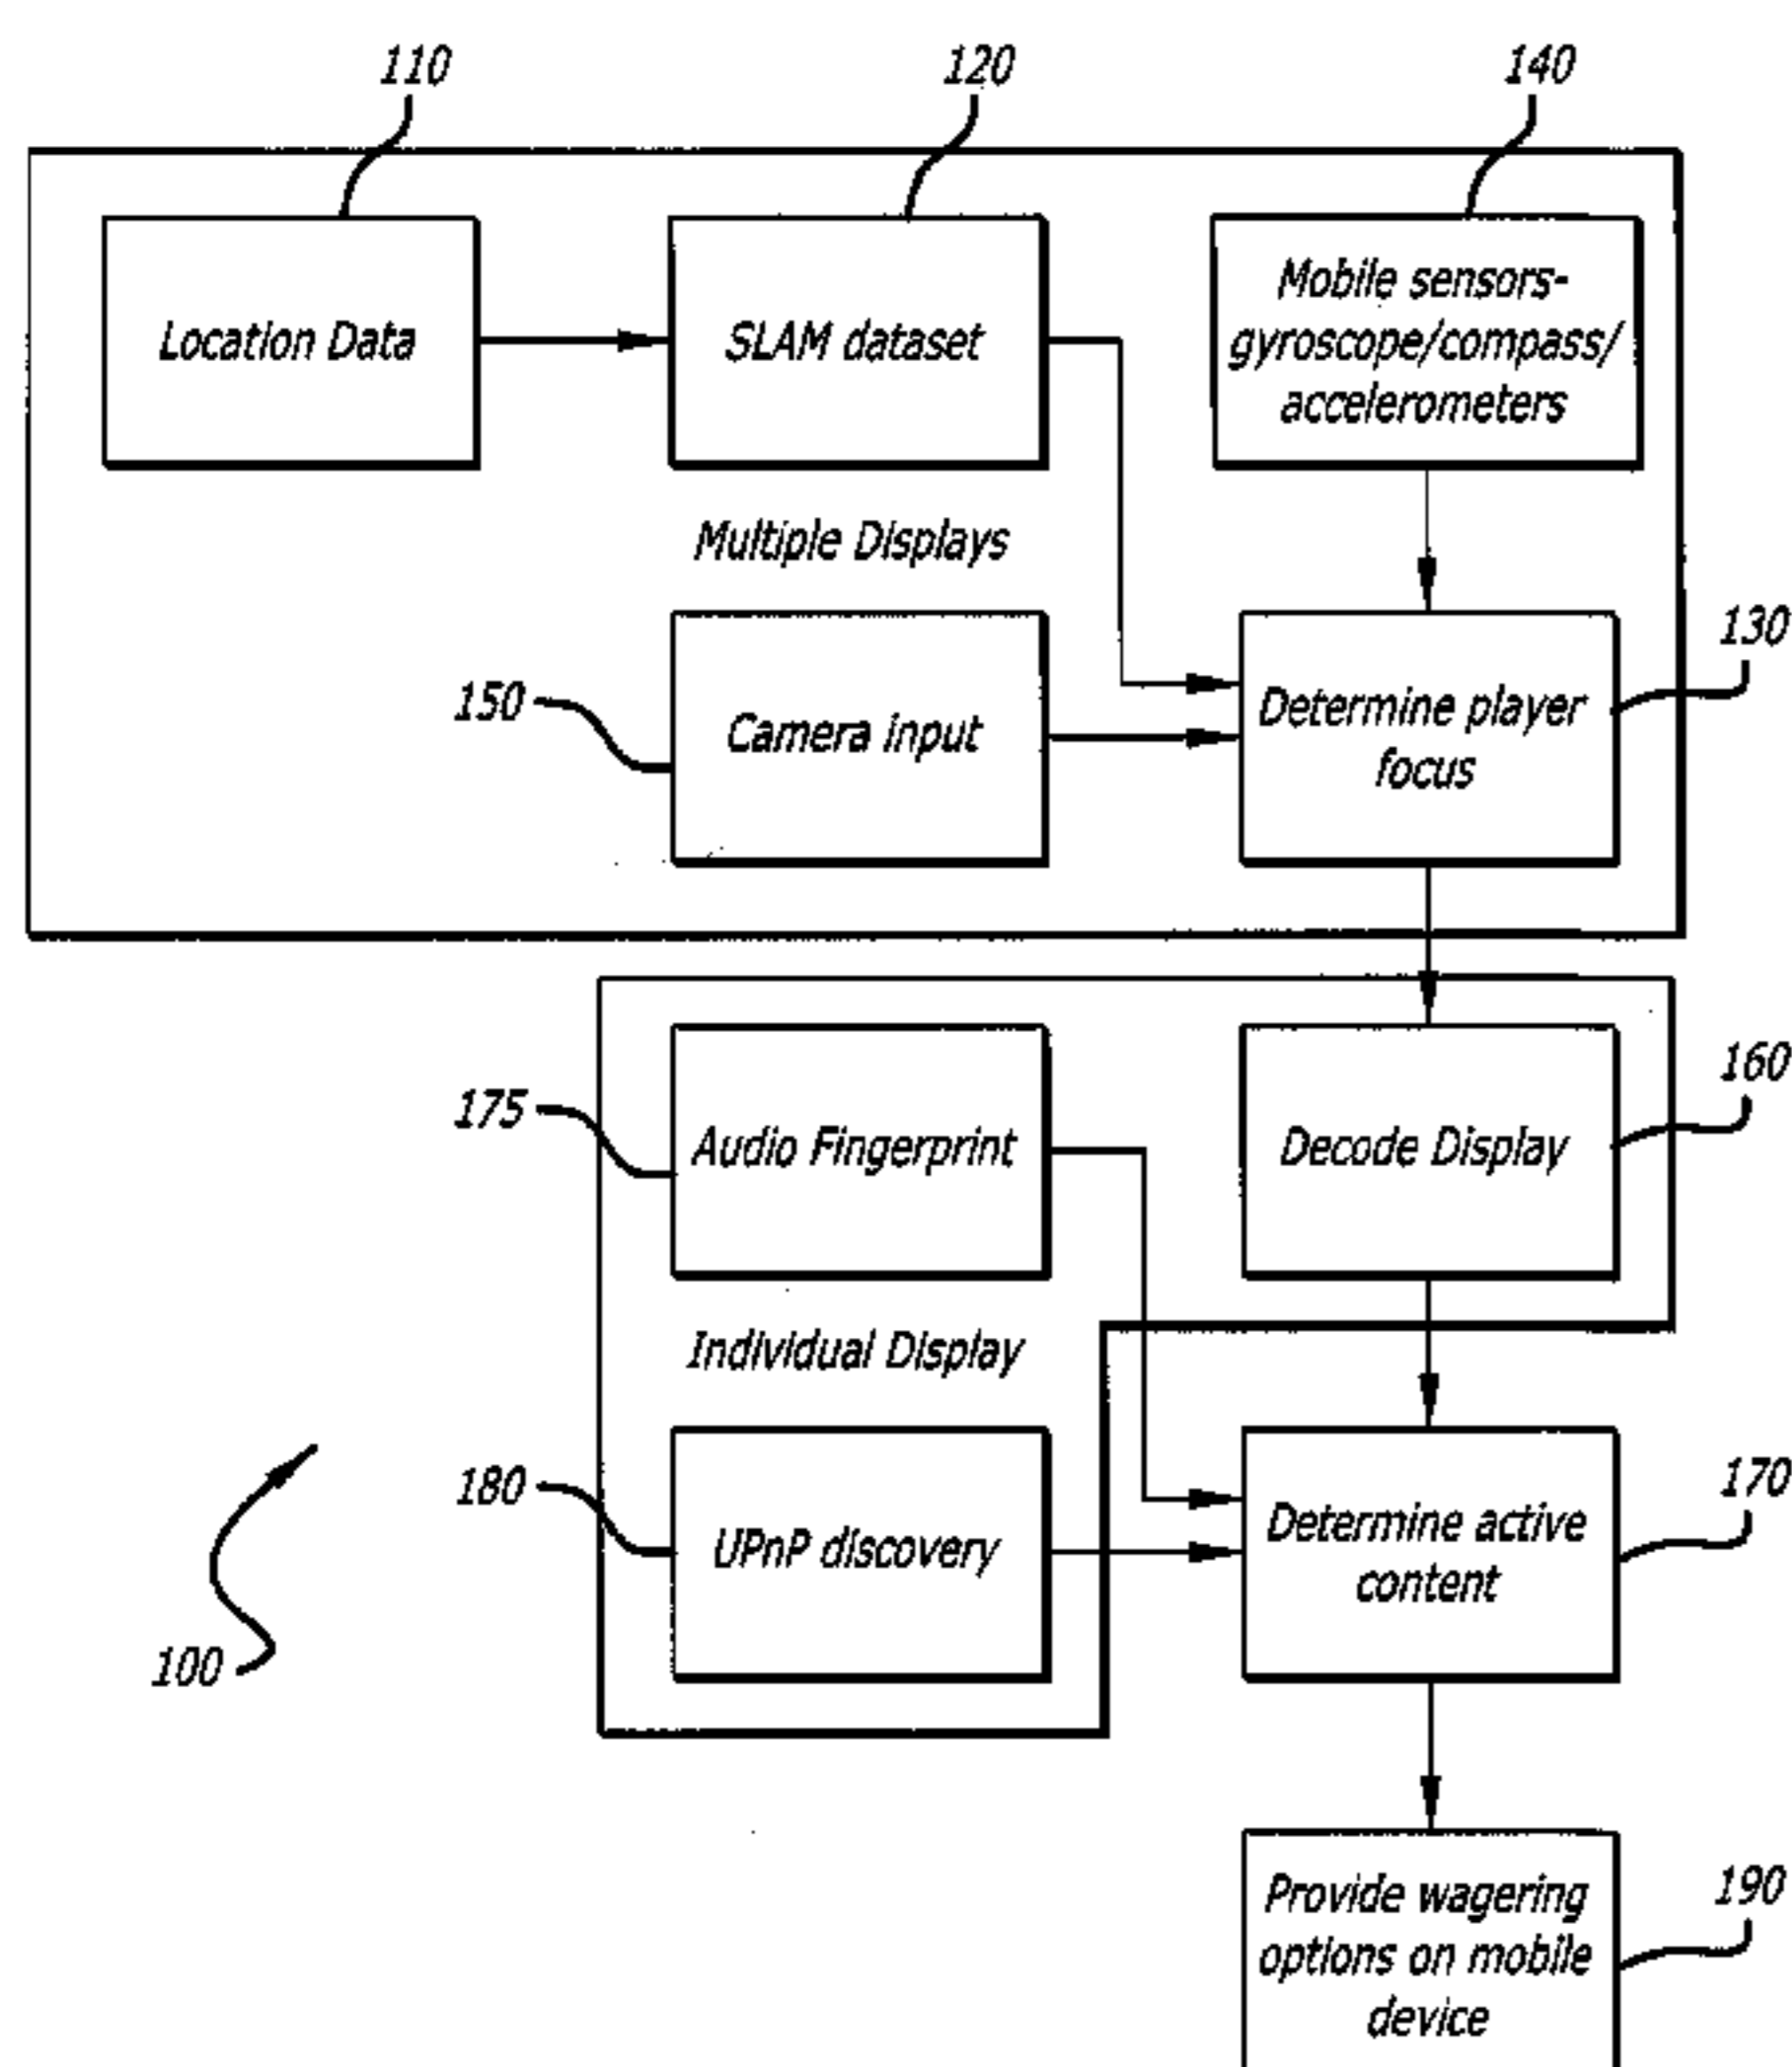 110
120
140
Location Data
SLAM dataset
Mobile sensors-
gyroscope/compass/
accelerometers
Multiple Displays
150
Camera input
Determine player
focus
130
175
Audio Fingerprint
Decode Display
160
Individual Display
180
UPnP discovery
Determine active
content
170
100
Provide wagering
options on mobile
device
190